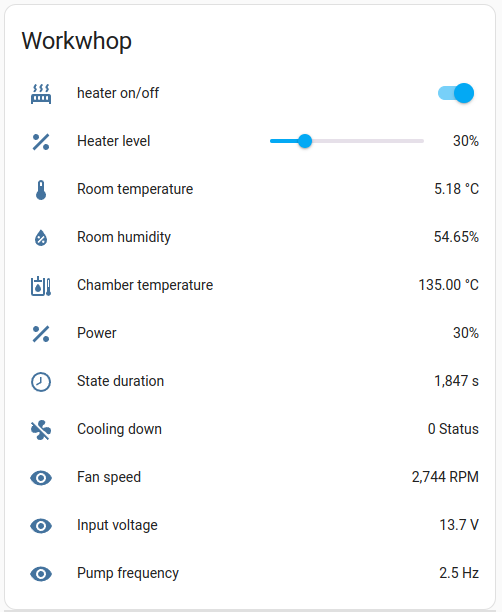 Workwhop
heater on/off
Heater level 30%
Room temperature 5.18 °C
Room humidity 54.65%
Chamber temperature 135.00 °C
Power 30%
State duration 1,847 s
Cooling down 0 Status
Fan speed 2,744 RPM
Input voltage 13.7 V
Pump frequency 2.5 Hz